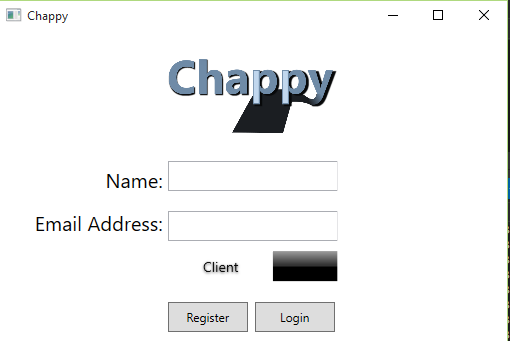 Chappy
Chappy
Name:
Email Address:
Client
Register Login